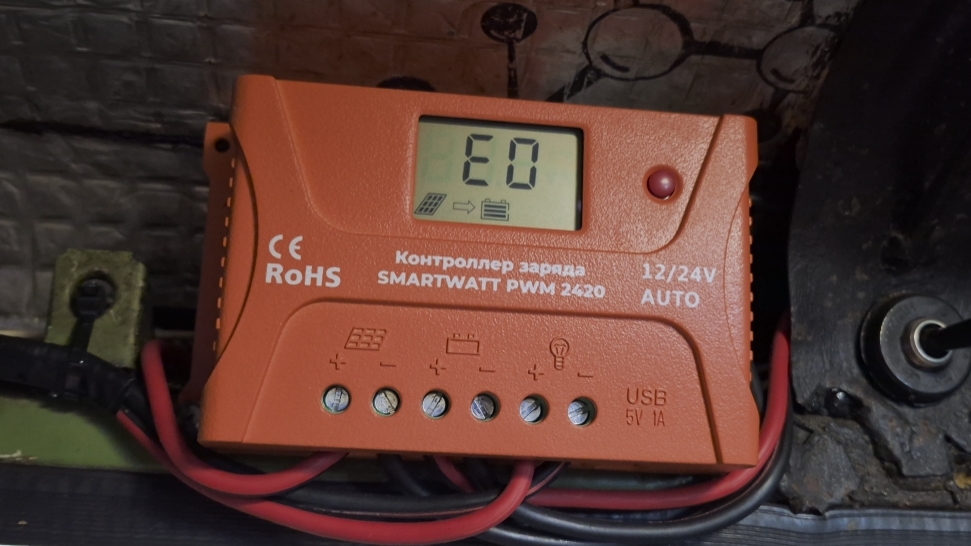 E0
CE
RoHS
Контроллер заряда
SMARTWATT PWM 2420
12/24V
AUTO
+ − + − + −
USB
5V 1A